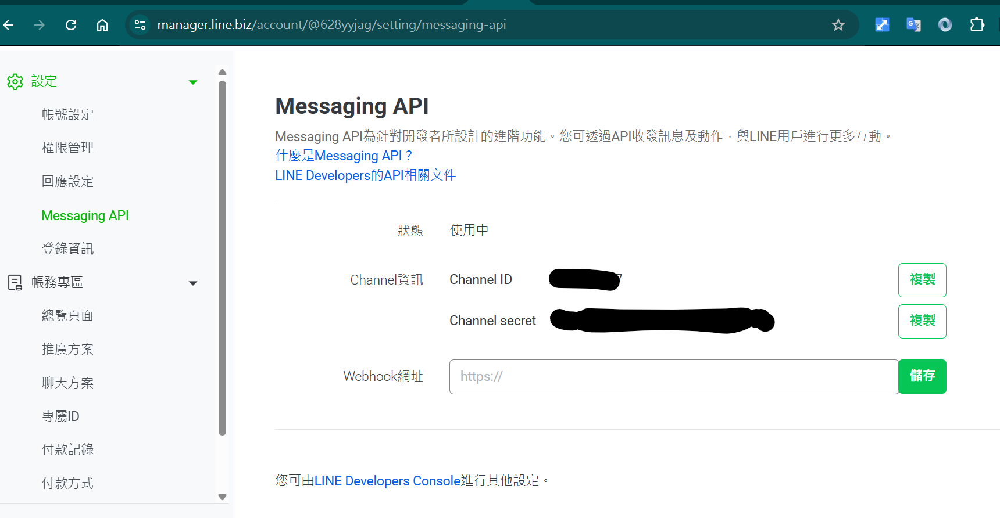 manager.line.biz/account/@628yyjag/setting/messaging-api
設定
帳號設定
權限管理
回應設定
Messaging API
登錄資訊
帳務專區
總覽頁面
推廣方案
聊天方案
專屬ID
付款記錄
付款方式
Messaging API
Messaging API為針對開發者所設計的進階功能。您可透過API收發訊息及動作，與LINE用戶進行更多互動。
什麼是Messaging API？
LINE Developers的API相關文件
狀態 使用中
Channel資訊 Channel ID 複製
Channel secret 複製
Webhook網址 https:// 儲存
您可由LINE Developers Console進行其他設定。